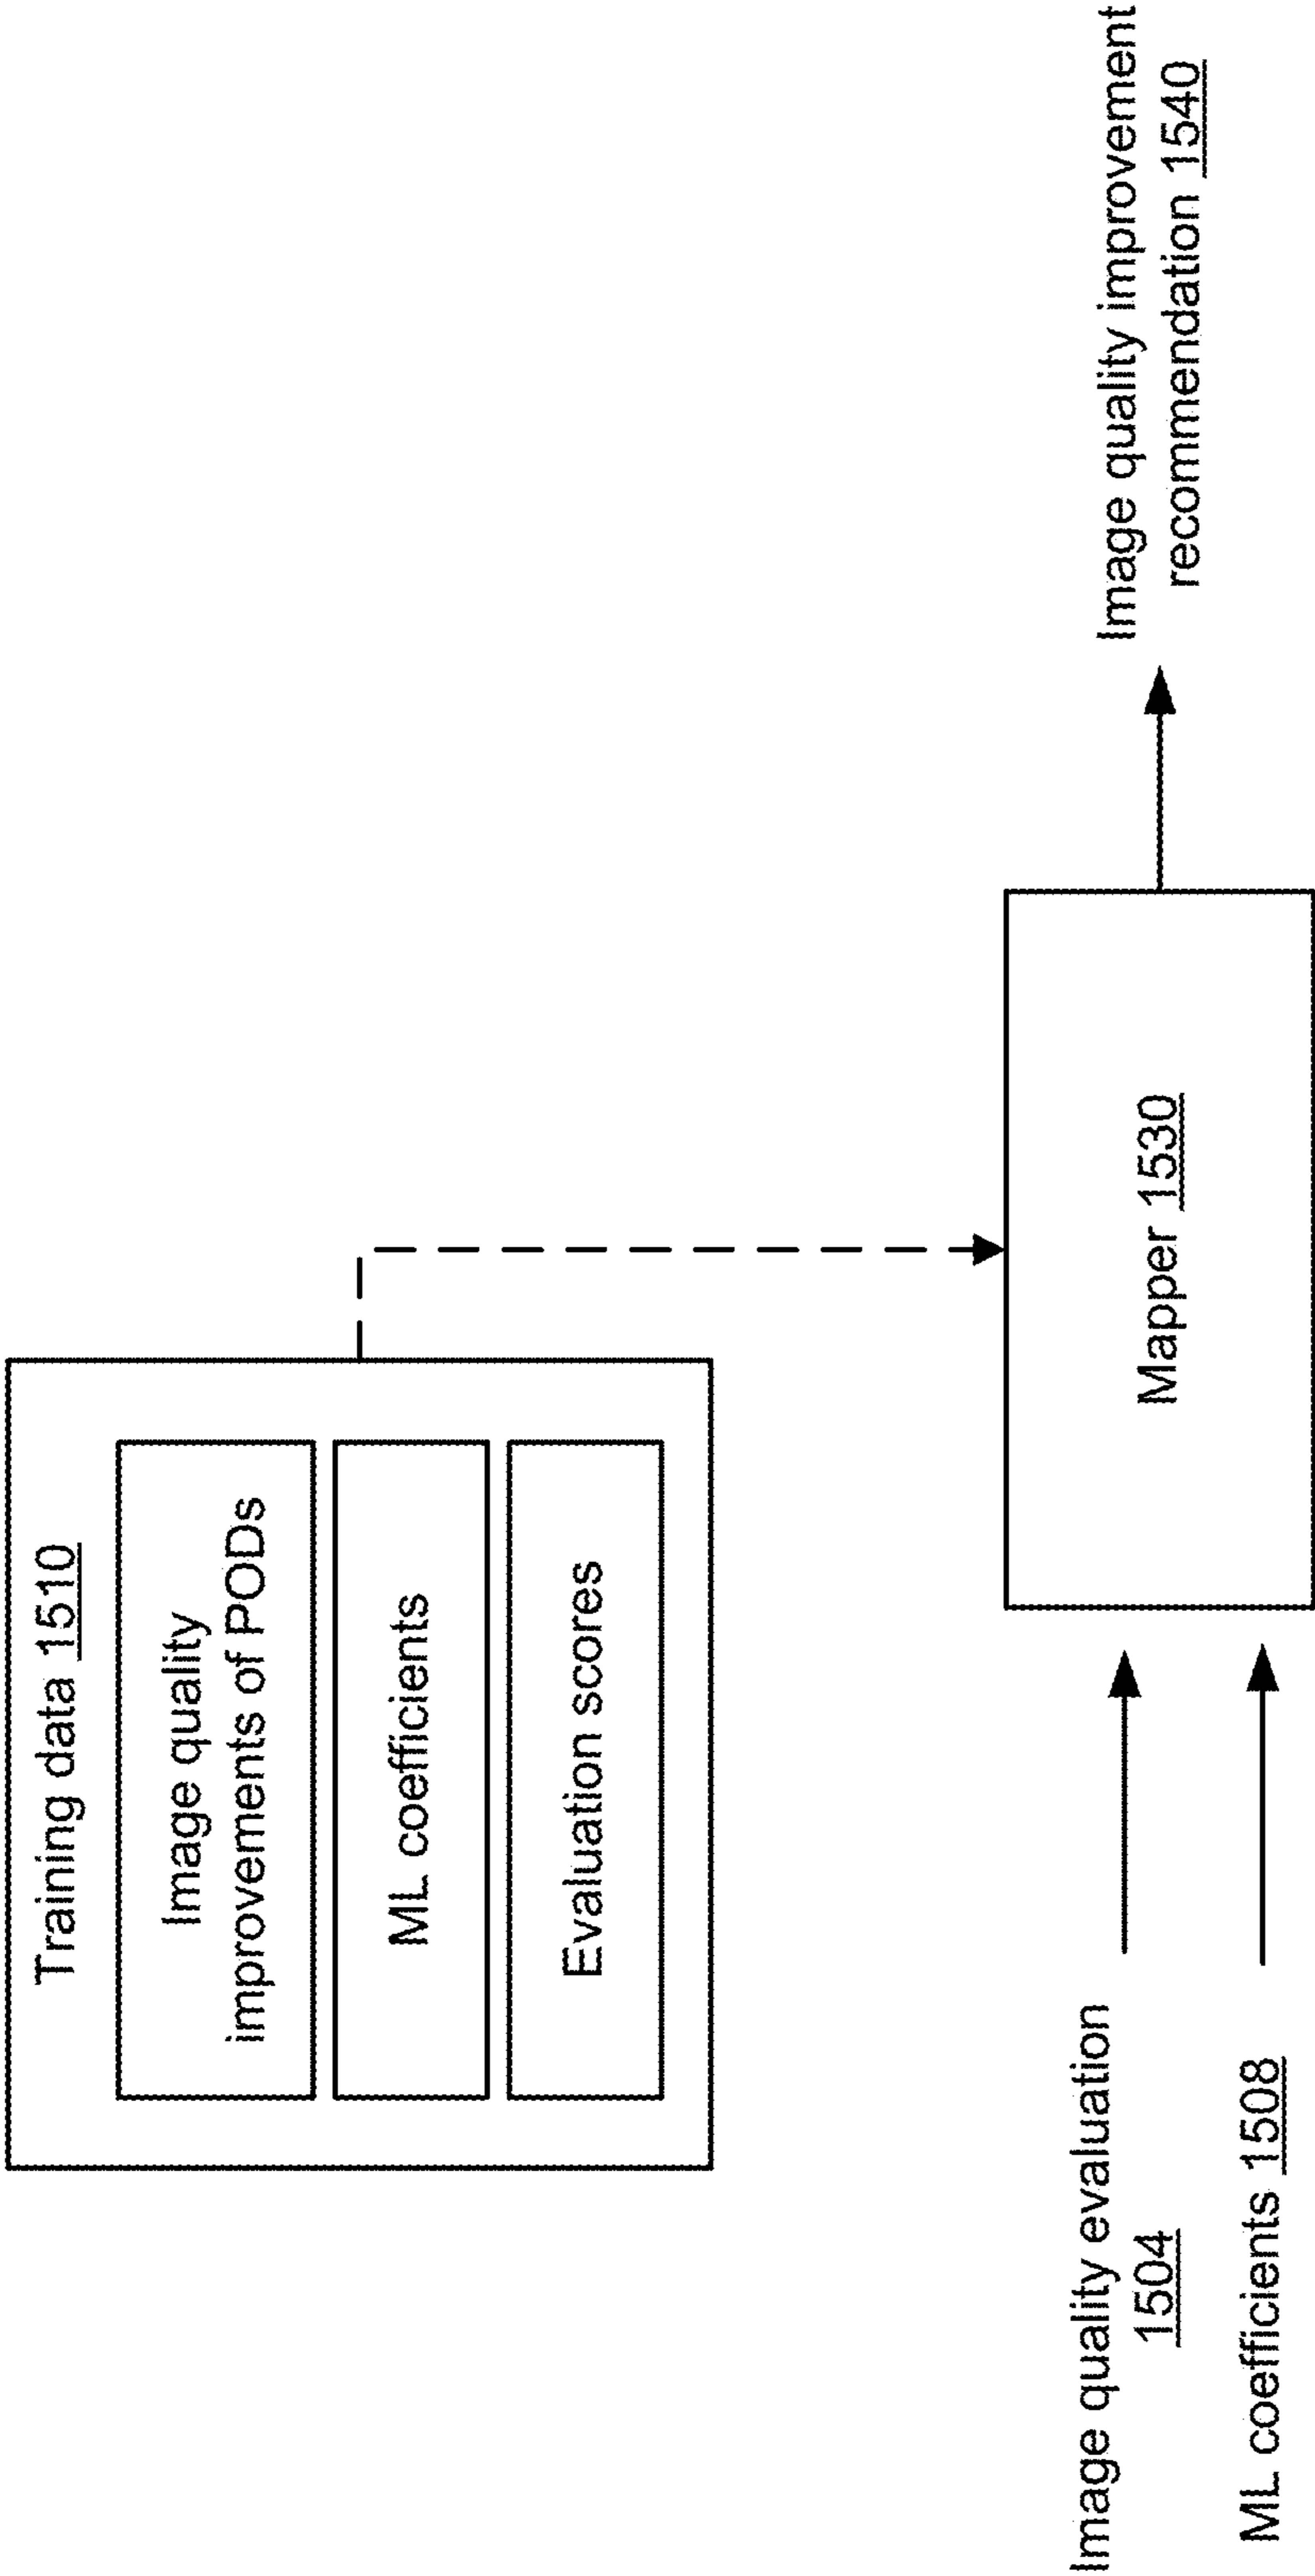 Training data 1510
Image quality
improvements of PODs
ML coefficients
Evaluation scores
Image quality evaluation
1504
ML coefficients 1508
Mapper 1530
Image quality improvement
recommendation 1540